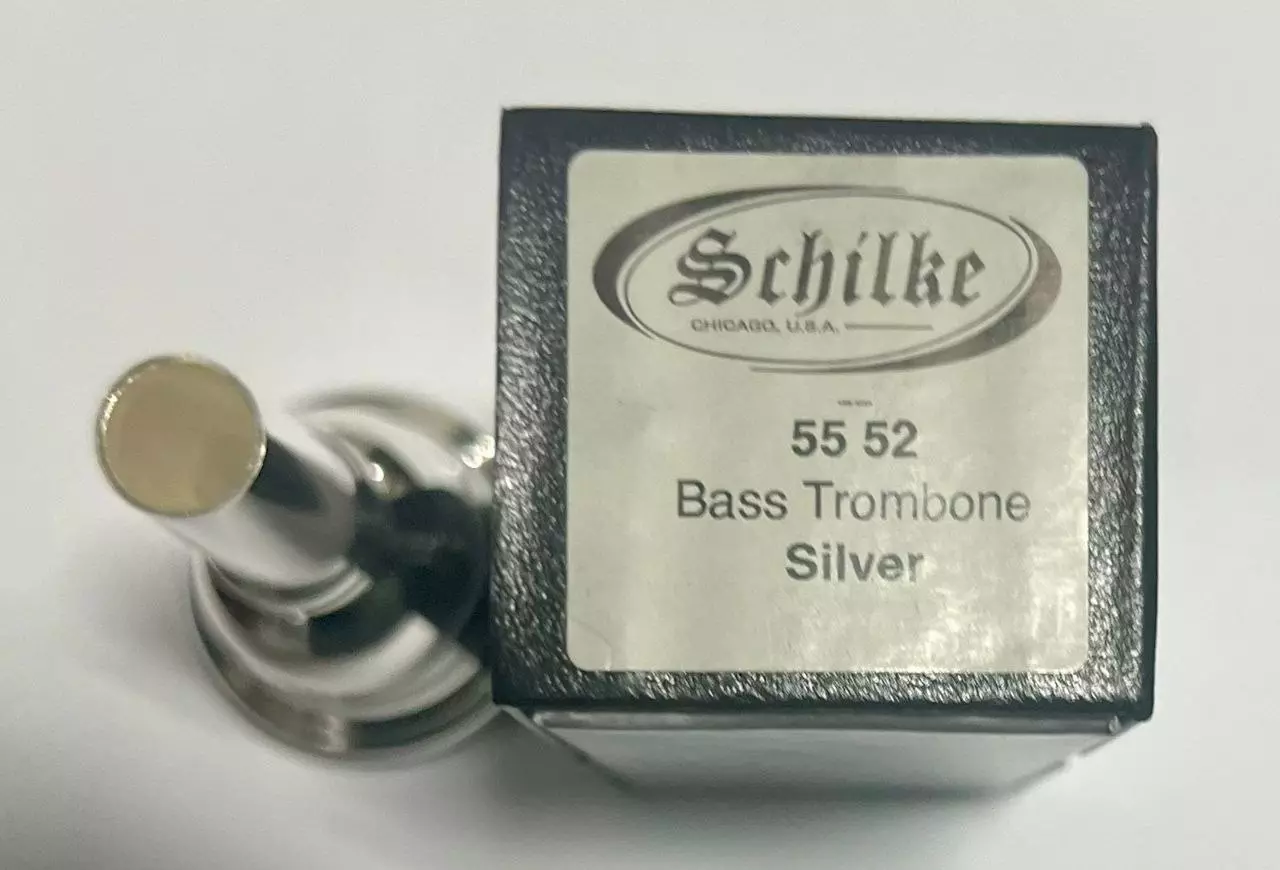 Schilke
CHICAGO, U.S.A.
55 52
Bass Trombone
Silver